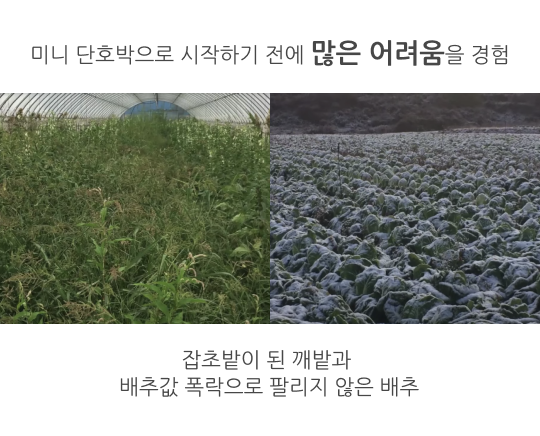 미니 단호박으로 시작하기 전에 많은 어려움을 경험
잡초밭이 된 깨밭과
배추값 폭락으로 팔리지 않은 배추